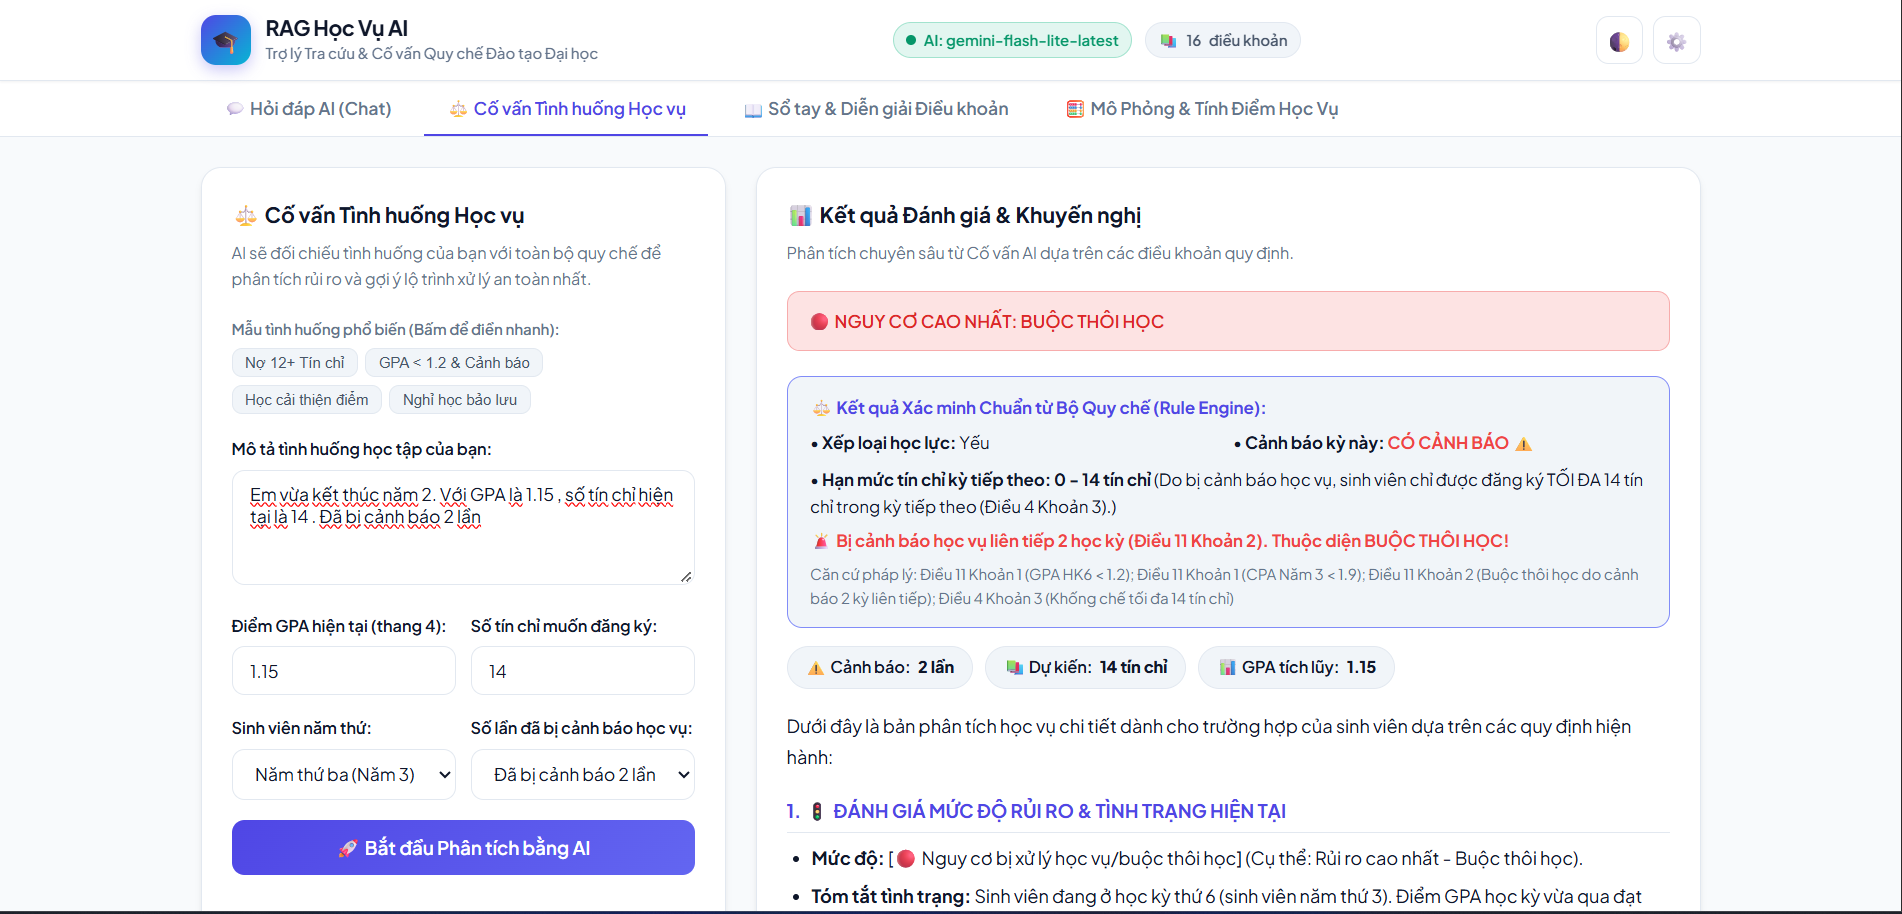 RAG Học Vụ AI
Trợ lý Tra cứu & Cố vấn Quy chế Đào tạo Đại học
AI: gemini-flash-lite-latest
16 điều khoản
Hỏi đáp AI (Chat)
Cố vấn Tình huống Học vụ
Sổ tay & Diễn giải Điều khoản
Mô Phỏng & Tính Điểm Học Vụ
Cố vấn Tình huống Học vụ
AI sẽ đối chiếu tình huống của bạn với toàn bộ quy chế để
phân tích rủi ro và gợi ý lộ trình xử lý an toàn nhất.
Mẫu tình huống phổ biến (Bấm để điền nhanh):
Nợ 12+ Tín chỉ
GPA < 1.2 & Cảnh báo
Học cải thiện điểm
Nghỉ học bảo lưu
Mô tả tình huống học tập của bạn:
Em vừa kết thúc năm 2. Với GPA là 1.15 , số tín chỉ hiện
tại là 14 . Đã bị cảnh báo 2 lần
Điểm GPA hiện tại (thang 4):
Số tín chỉ muốn đăng ký:
1.15
14
Sinh viên năm thứ:
Số lần đã bị cảnh báo học vụ:
Năm thứ ba (Năm 3)
Đã bị cảnh báo 2 lần
Bắt đầu Phân tích bằng AI
Kết quả Đánh giá & Khuyến nghị
Phân tích chuyên sâu từ Cố vấn AI dựa trên các điều khoản quy định.
NGUY CƠ CAO NHẤT: BUỘC THÔI HỌC
Kết quả Xác minh Chuẩn từ Bộ Quy chế (Rule Engine):
• Xếp loại học lực: Yếu
• Cảnh báo kỳ này: CÓ CẢNH BÁO
• Hạn mức tín chỉ kỳ tiếp theo: 0 - 14 tín chỉ (Do bị cảnh báo học vụ, sinh viên chỉ được đăng ký TỐI ĐA 14 tín
chỉ trong kỳ tiếp theo (Điều 4 Khoản 3).)
Bị cảnh báo học vụ liên tiếp 2 học kỳ (Điều 11 Khoản 2). Thuộc diện BUỘC THÔI HỌC!
Căn cứ pháp lý: Điều 11 Khoản 1 (GPA HK6 < 1.2); Điều 11 Khoản 1 (CPA Năm 3 < 1.9); Điều 11 Khoản 2 (Buộc thôi học do cảnh
báo 2 kỳ liên tiếp); Điều 4 Khoản 3 (Khống chế tối đa 14 tín chỉ)
Cảnh báo: 2 lần
Dự kiến: 14 tín chỉ
GPA tích lũy: 1.15
Dưới đây là bản phân tích học vụ chi tiết dành cho trường hợp của sinh viên dựa trên các quy định hiện
hành:
1. ĐÁNH GIÁ MỨC ĐỘ RỦI RO & TÌNH TRẠNG HIỆN TẠI
• Mức độ: [ Nguy cơ bị xử lý học vụ/buộc thôi học] (Cụ thể: Rủi ro cao nhất - Buộc thôi học).
• Tóm tắt tình trạng: Sinh viên đang ở học kỳ thứ 6 (sinh viên năm thứ 3). Điểm GPA học kỳ vừa qua đạt